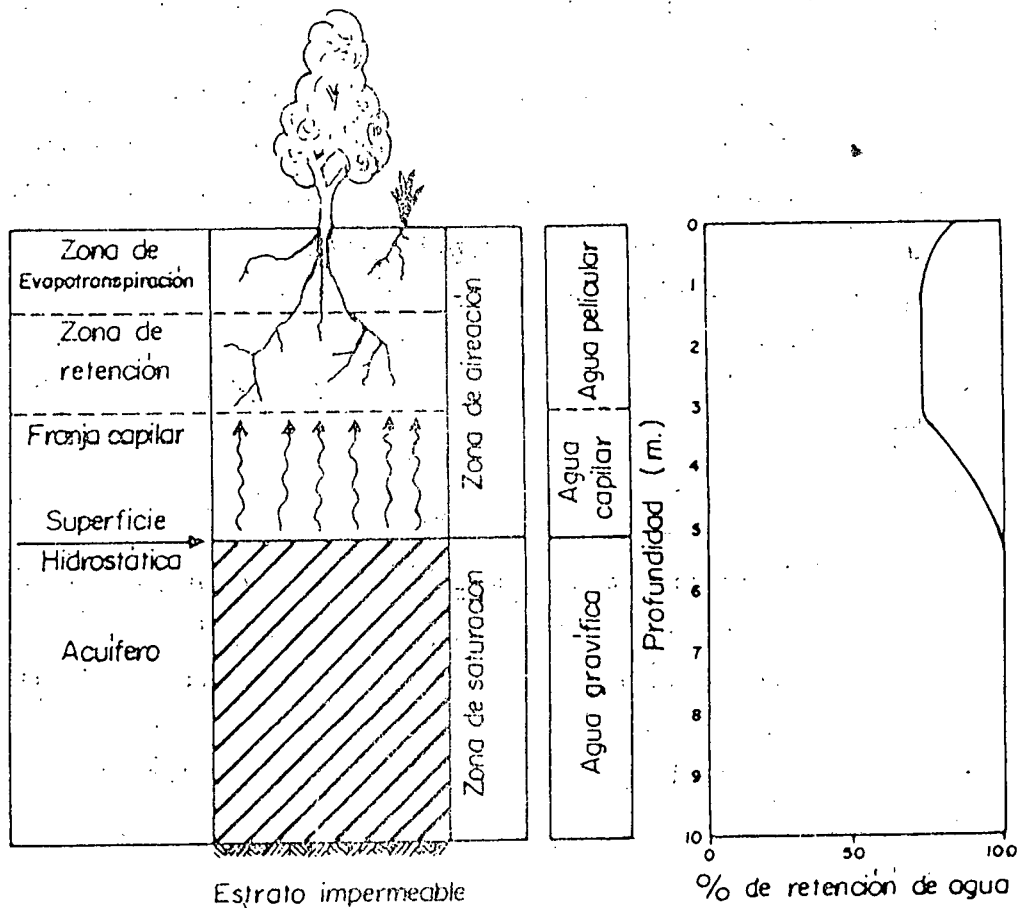 Zona de
Evapotranspiración
Zona de
retención
Franja capilar
Superficie
Hidrostática
Acuífero
Zona de aireación
Zona de saturación
Agua pelicular
Agua
capilar
Agua gravífica
Estrato impermeable
Profundidad (m.)
0
1
2
3
4
5
6
7
8
9
10
0
50
100
% de retención de agua